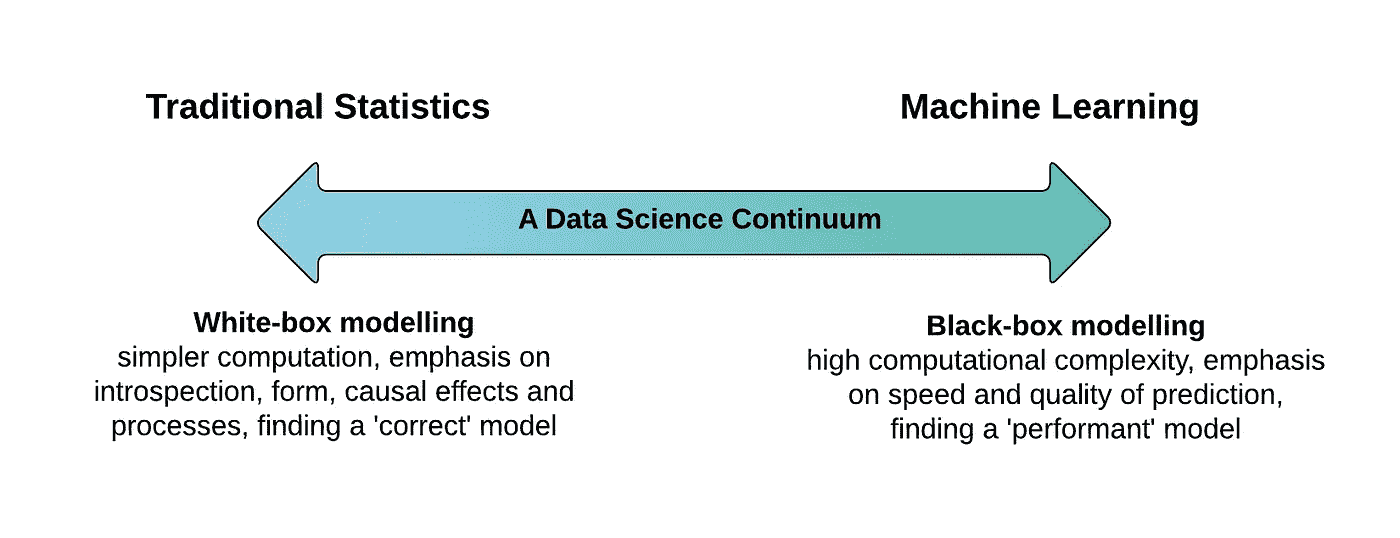 Traditional Statistics
Machine Learning
A Data Science Continuum
White-box modelling
simpler computation, emphasis on
introspection, form, causal effects and
processes, finding a 'correct' model
Black-box modelling
high computational complexity, emphasis
on speed and quality of prediction,
finding a 'performant' model